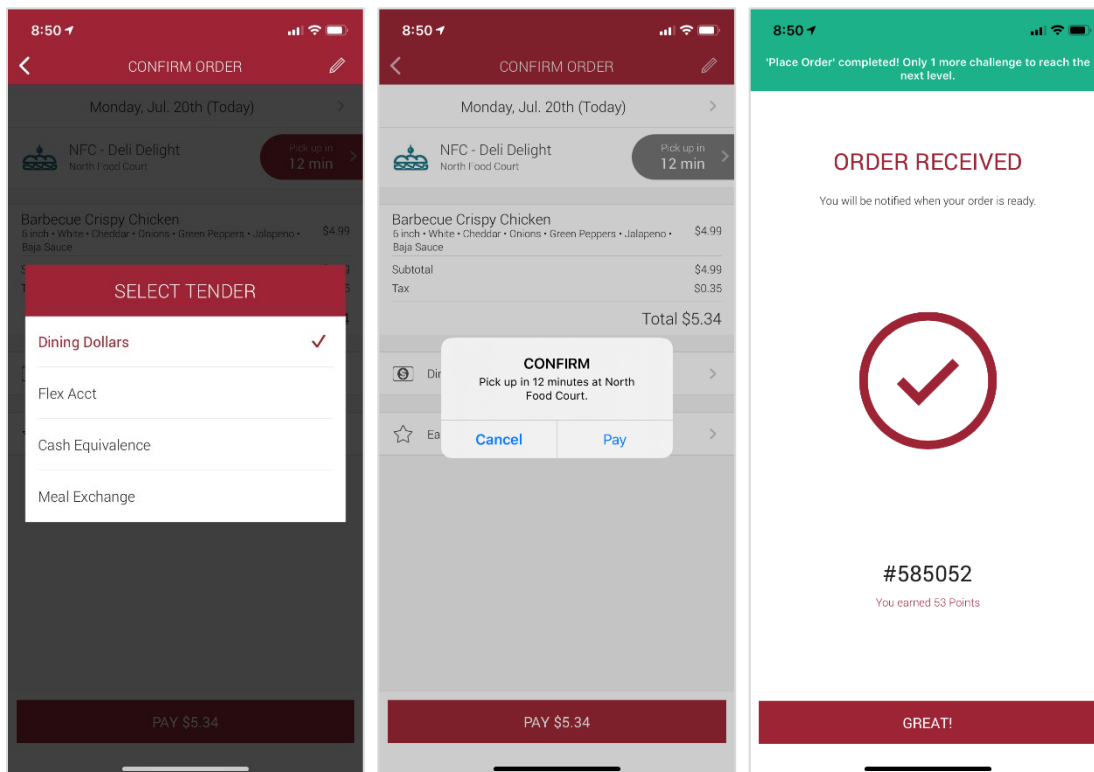 8:50
CONFIRM ORDER
Monday, Jul. 20th (Today)
NFC - Deli Delight
North Food Court
Pick up in
12 min
Barbecue Crispy Chicken
6 inch • White • Cheddar • Onions • Green Peppers • Jalapeno •
Baja Sauce
$4.99
SELECT TENDER
Dining Dollars
Flex Acct
Cash Equivalence
Meal Exchange
PAY $5.34
8:50
CONFIRM ORDER
Monday, Jul. 20th (Today)
NFC - Deli Delight
North Food Court
Pick up in
12 min
Barbecue Crispy Chicken
6 inch • White • Cheddar • Onions • Green Peppers • Jalapeno •
Baja Sauce
$4.99
Subtotal $4.99
Tax $0.35
Total $5.34
CONFIRM
Pick up in 12 minutes at North
Food Court.
Cancel Pay
PAY $5.34
8:50
'Place Order' completed! Only 1 more challenge to reach the
next level.
ORDER RECEIVED
You will be notified when your order is ready.
#585052
You earned 53 Points
GREAT!